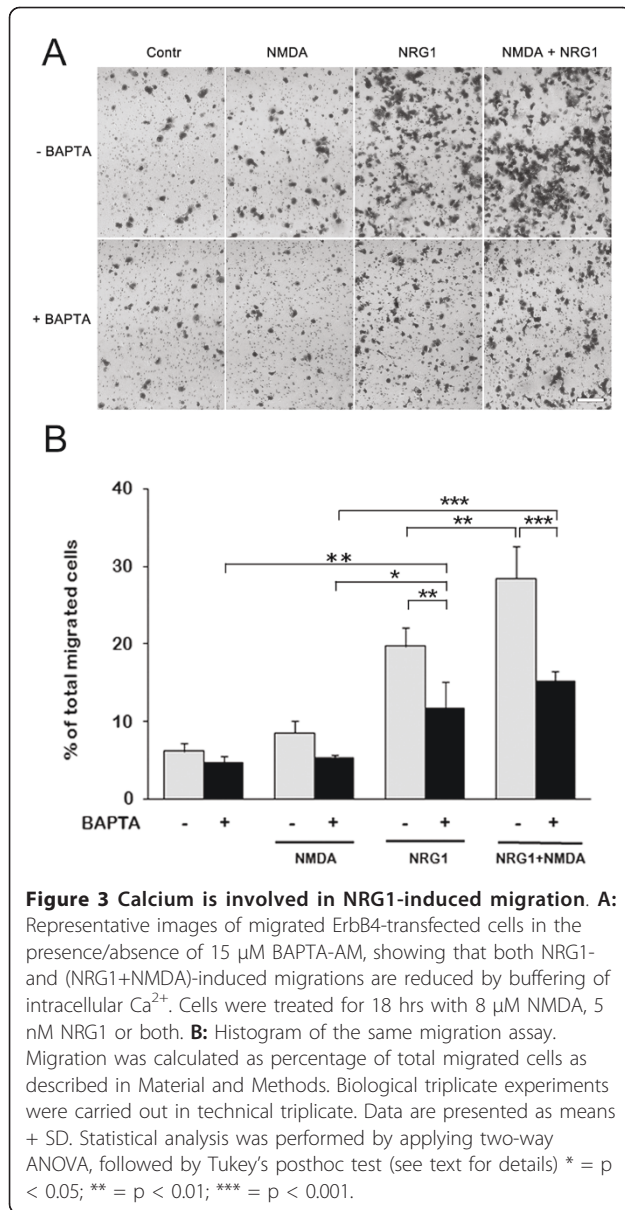 A
Contr NMDA NRG1 NMDA + NRG1
- BAPTA
+ BAPTA
B
% of total migrated cells
40
30
20
10
0
***
** ***
**
*
**
BAPTA - + - + - + - +
NMDA NRG1 NRG1+NMDA
Figure 3 Calcium is involved in NRG1-induced migration. A:
Representative images of migrated ErbB4-transfected cells in the
presence/absence of 15 μM BAPTA-AM, showing that both NRG1-
and (NRG1+NMDA)-induced migrations are reduced by buffering of
intracellular Ca2+. Cells were treated for 18 hrs with 8 μM NMDA, 5
nM NRG1 or both. B: Histogram of the same migration assay.
Migration was calculated as percentage of total migrated cells as
described in Material and Methods. Biological triplicate experiments
were carried out in technical triplicate. Data are presented as means
+ SD. Statistical analysis was performed by applying two-way
ANOVA, followed by Tukey's posthoc test (see text for details) * = p
< 0.05; ** = p < 0.01; *** = p < 0.001.